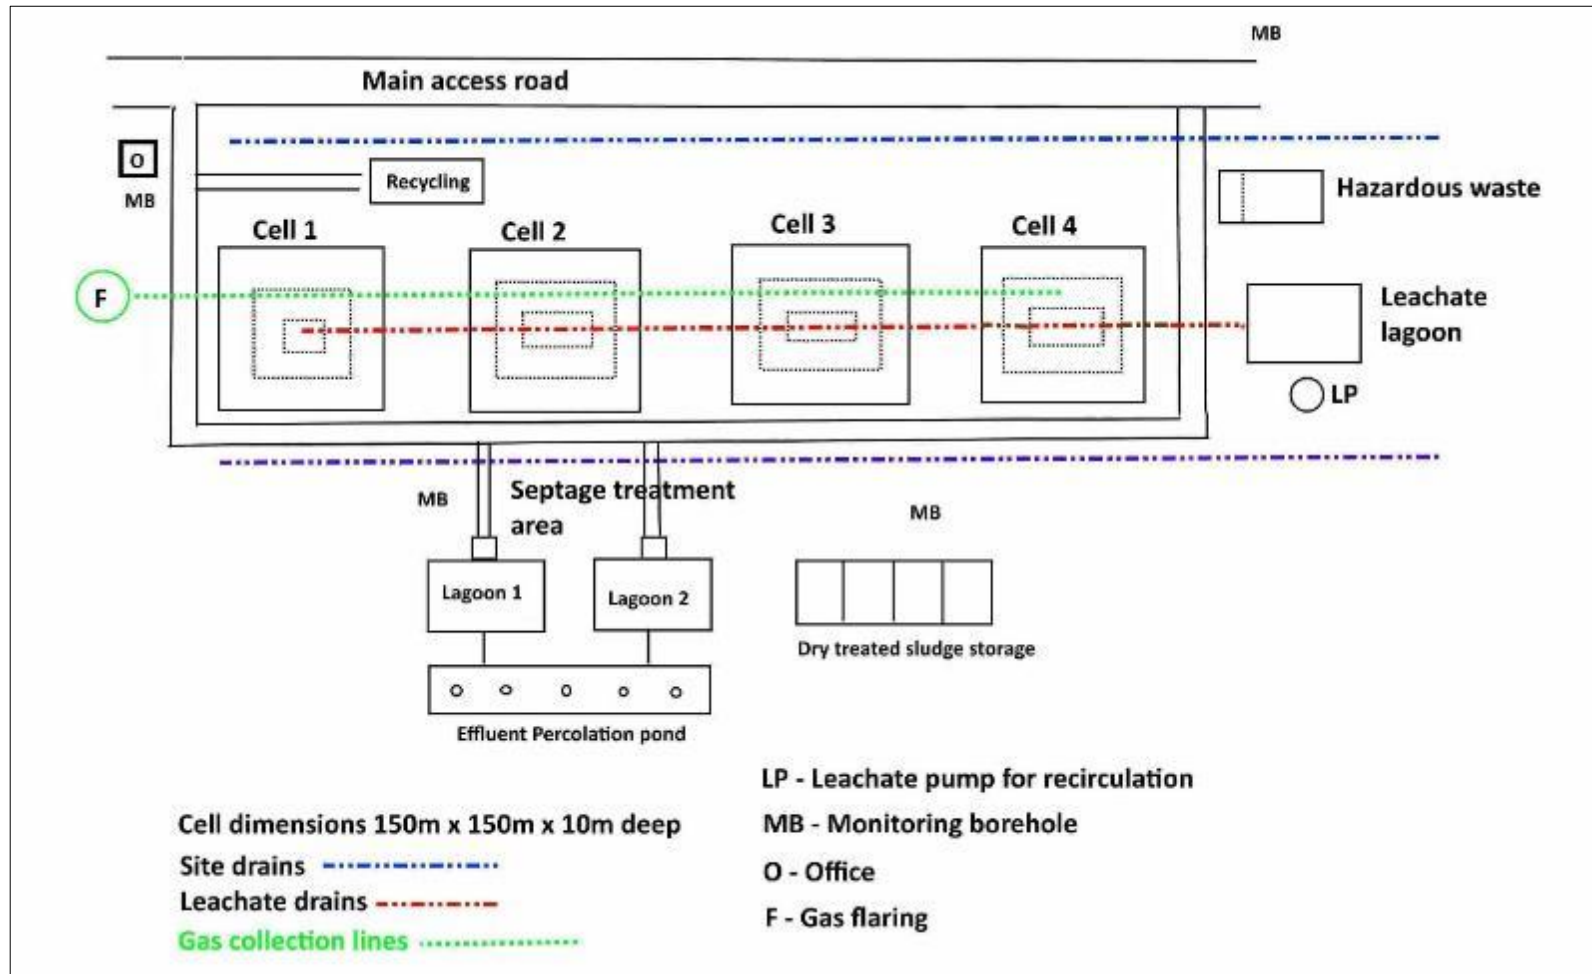 MB
Main access road
O
MB
Recycling
Hazardous waste
Cell 1
Cell 2
Cell 3
Cell 4
F
Leachate
lagoon
LP
MB
Septage treatment
area
MB
Lagoon 1
Lagoon 2
Dry treated sludge storage
Effluent Percolation pond
LP - Leachate pump for recirculation
MB - Monitoring borehole
O - Office
F - Gas flaring
Cell dimensions 150m x 150m x 10m deep
Site drains
Leachate drains
Gas collection lines